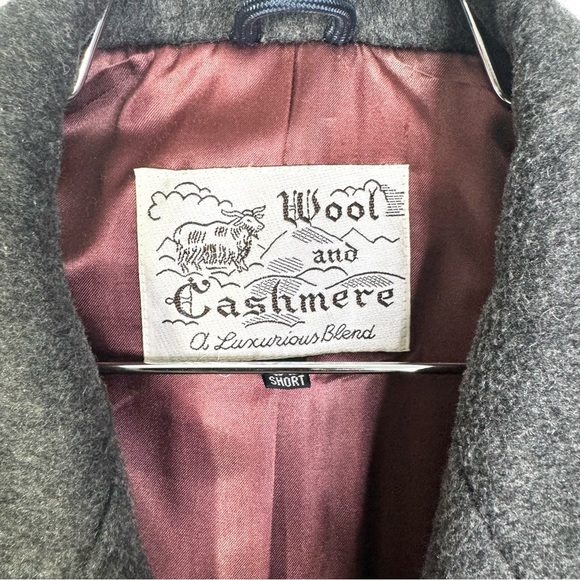 Wool
and
Cashmere
A Luxurious Blend
SHORT